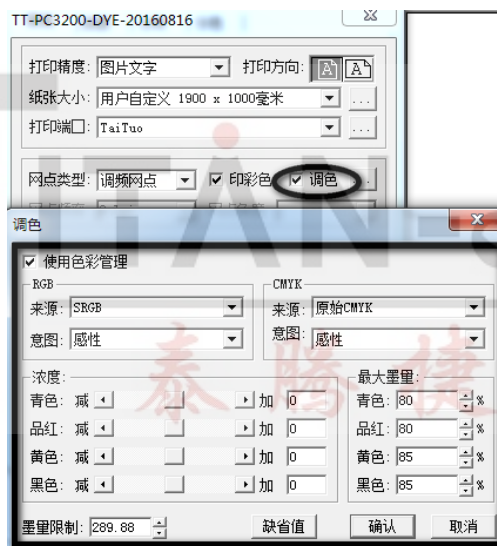 TT-PC3200-DYE-20160816
打印精度: 图片文字 打印方向: A A
纸张大小: 用户自定义 1900 x 1000毫米 ...
打印端口: TaiTuo ...
网点类型: 调频网点 印彩色 调色 ...
调色
使用色彩管理
RGB CMYK
来源: SRGB 来源: 原始CMYK
意图: 感性 意图: 感性
浓度: 最大墨量:
青色: 减 加 0 青色: 80 %
品红: 减 加 0 品红: 80 %
黄色: 减 加 0 黄色: 85 %
黑色: 减 加 0 黑色: 85 %
墨量限制: 289.88 缺省值 确认 取消
泰腾捷